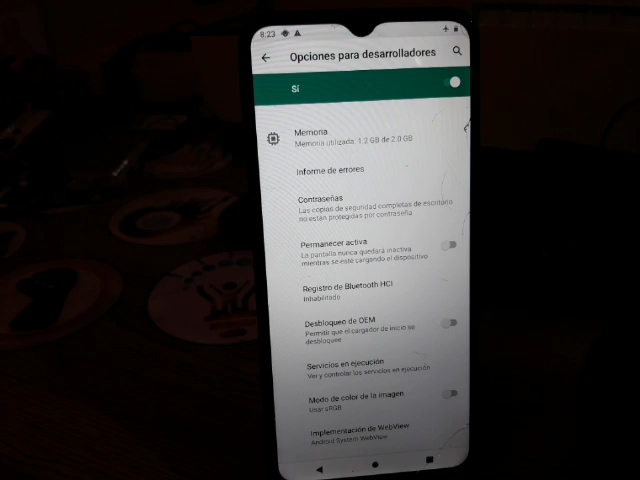 8:23
Opciones para desarrolladores
Sí
Memoria
Memoria utilizada: 1.2 GB de 2.0 GB
Informe de errores
Contraseñas
Las copias de seguridad completas de escritorio
no están protegidas por contraseña
Permanecer activa
La pantalla nunca quedará inactiva
mientras se esté cargando el dispositivo
Registro de Bluetooth HCI
Inhabilitado
Desbloqueo de OEM
Permitir que el cargador de inicio se
desbloquee
Servicios en ejecución
Ver y controlar los servicios en ejecución
Modo de color de la imagen
Usar sRGB
Implementación de WebView
Android System WebView